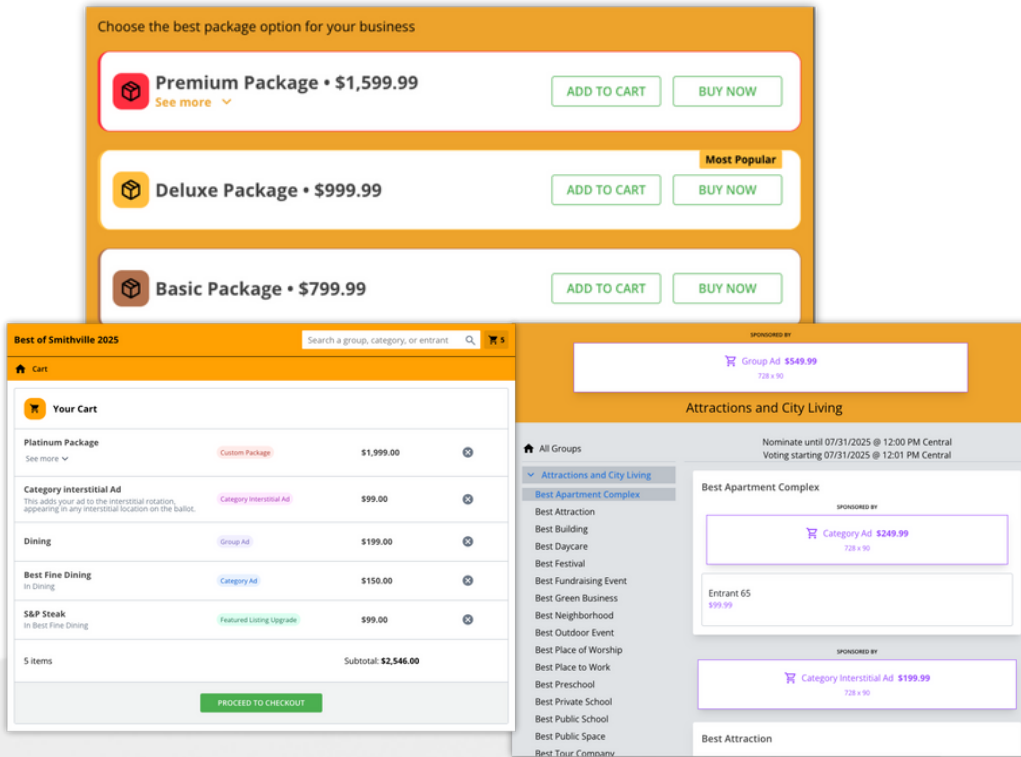 Choose the best package option for your business
Premium Package • $1,599.99
See more
ADD TO CART
BUY NOW
Most Popular
Deluxe Package • $999.99
ADD TO CART
BUY NOW
Basic Package • $799.99
ADD TO CART
BUY NOW
Best of Smithville 2025
Search a group, category, or entrant
5
Cart
Your Cart
Platinum Package
See more
Custom Package
$1,999.00
Category interstitial Ad
This adds your ad to the interstitial rotation,
appearing in any interstitial location on the ballot.
Category Interstitial Ad
$99.00
Dining
Group Ad
$199.00
Best Fine Dining
In Dining
Category Ad
$150.00
S&P Steak
In Best Fine Dining
Featured Listing Upgrade
$99.00
5 items
Subtotal: $2,546.00
PROCEED TO CHECKOUT
SPONSORED BY
Group Ad $549.99
728 x 90
Attractions and City Living
All Groups
Attractions and City Living
Best Apartment Complex
Best Attraction
Best Building
Best Daycare
Best Festival
Best Fundraising Event
Best Green Business
Best Neighborhood
Best Outdoor Event
Best Place of Worship
Best Place to Work
Best Preschool
Best Private School
Best Public School
Best Public Space
Best Tour Company
Nominate until 07/31/2025 @ 12:00 PM Central
Voting starting 07/31/2025 @ 12:01 PM Central
Best Apartment Complex
SPONSORED BY
Category Ad $249.99
728 x 90
Entrant 65
$99.99
SPONSORED BY
Category Interstitial Ad $199.99
728 x 90
Best Attraction